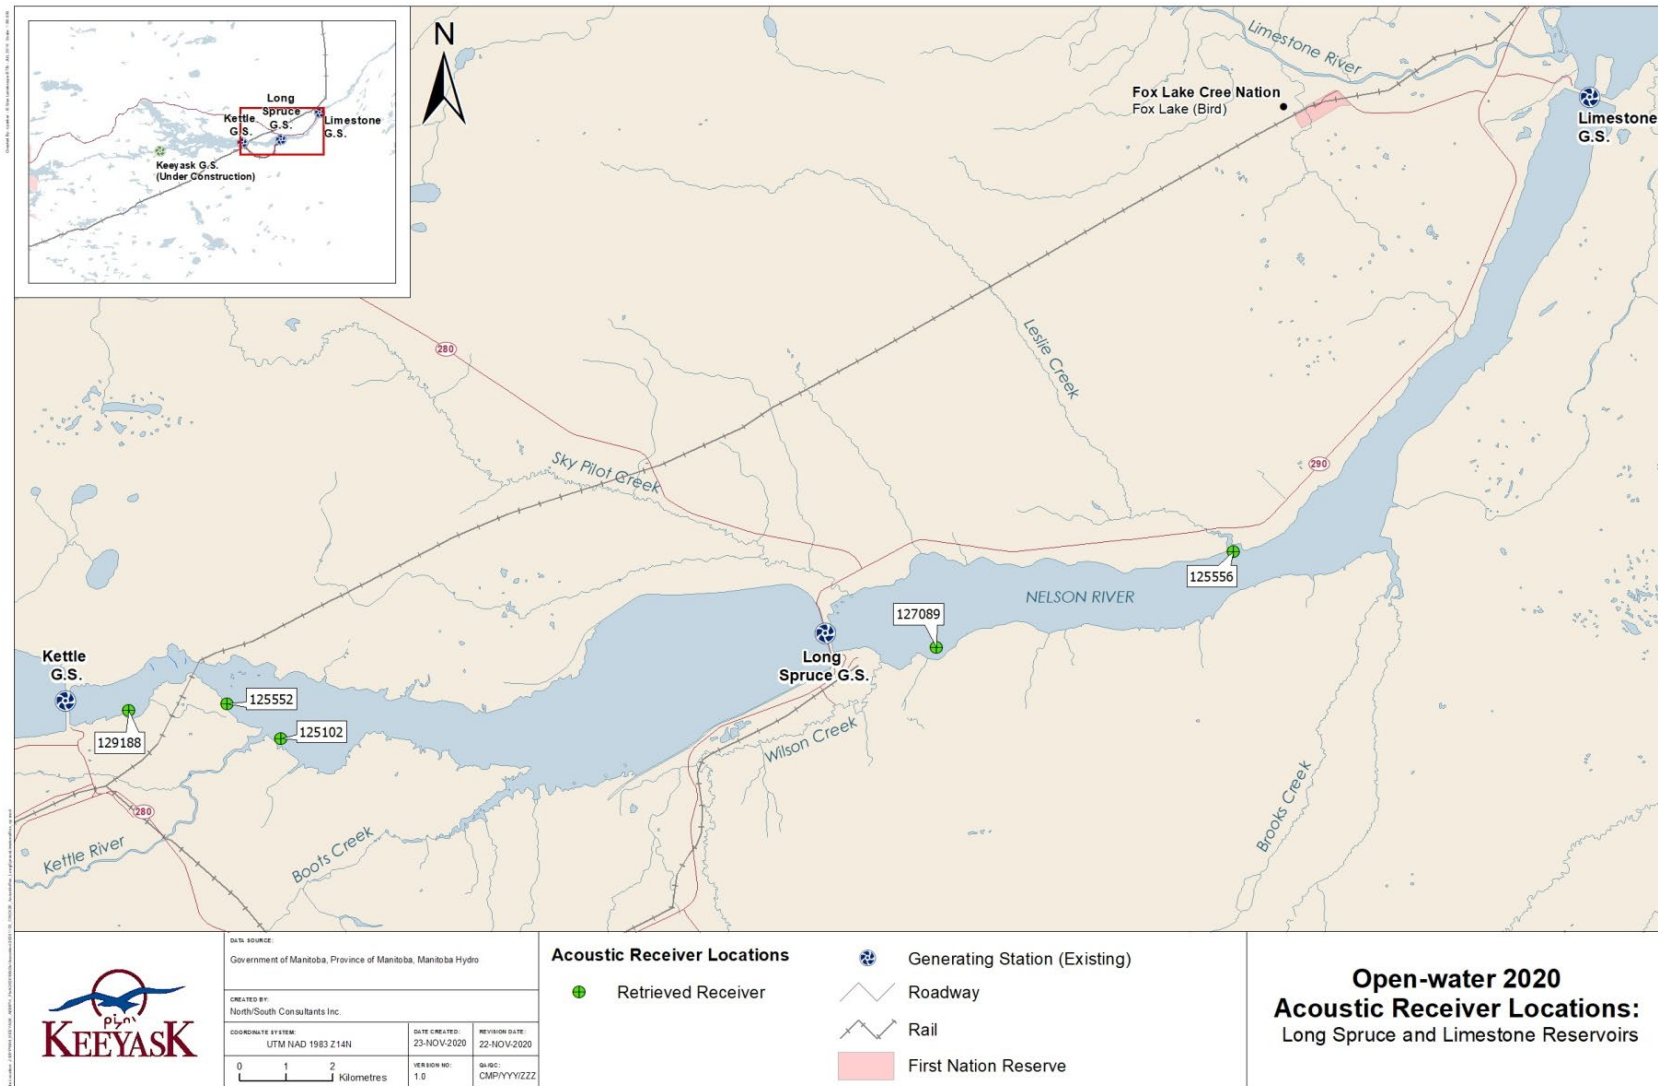 N
Long
Spruce
G.S.
Kettle
G.S.
Limestone
G.S.
Keeyask G.S.
(Under Construction)
Limestone River
Fox Lake Cree Nation
Fox Lake (Bird)
Limestone
G.S.
280
Leslie Creek
Sky Pilot Creek
290
125556
NELSON RIVER
127089
Kettle
G.S.
Long
Spruce G.S.
125552
125102
129188
Wilson Creek
280
Kettle River
Boots Creek
Brooks Creek
ᑭᔭᐢᐠ
KEEYASK
DATA SOURCE:
Government of Manitoba, Province of Manitoba, Manitoba Hydro
CREATED BY:
North/South Consultants Inc.
COORDINATE SYSTEM:
UTM NAD 1983 Z14N
DATE CREATED:
23-NOV-2020
REVISION DATE:
22-NOV-2020
0 1 2 Kilometres
VERSION NO:
1.0
QA/QC:
CMP/YYY/ZZZ
Acoustic Receiver Locations
Retrieved Receiver
Generating Station (Existing)
Roadway
Rail
First Nation Reserve
Open-water 2020
Acoustic Receiver Locations:
Long Spruce and Limestone Reservoirs